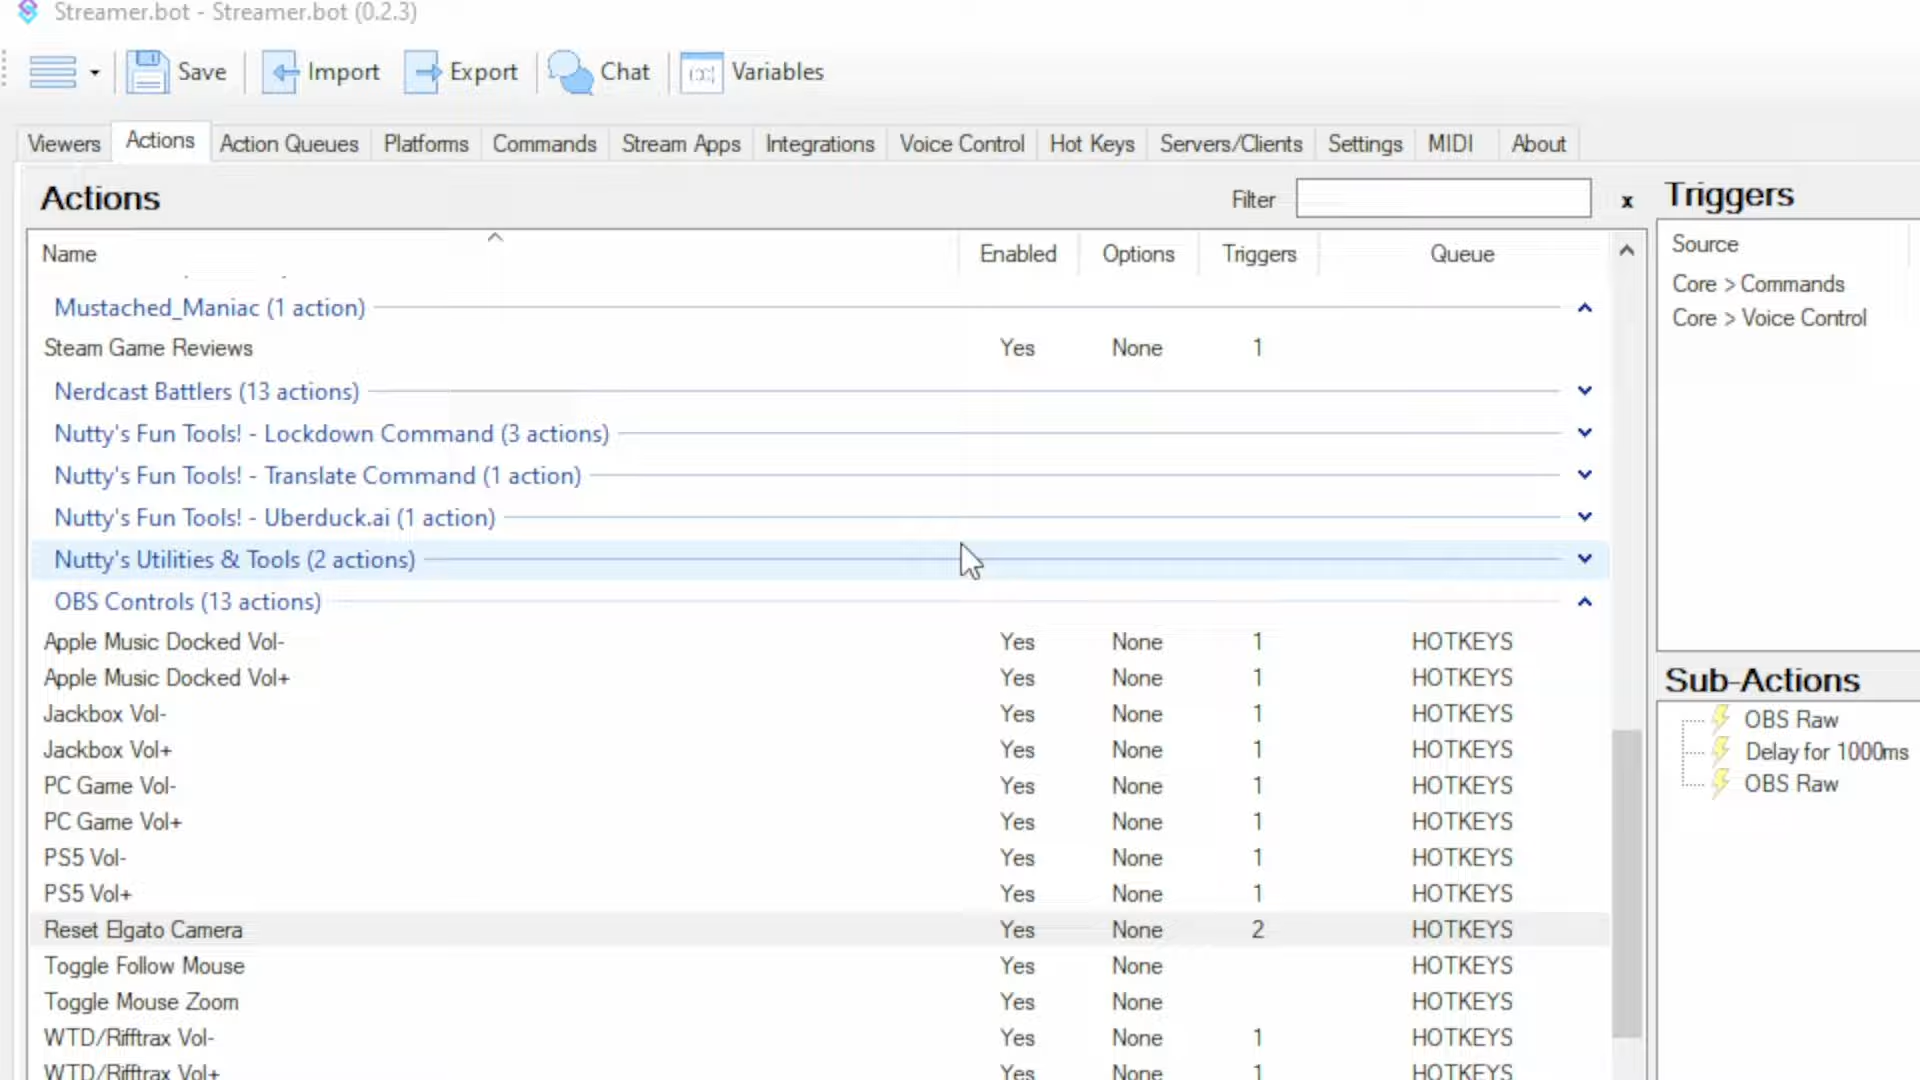 Streamer.bot - Streamer.bot (0.2.3)
Save Import Export Chat Variables
Viewers Actions Action Queues Platforms Commands Stream Apps Integrations Voice Control Hot Keys Servers/Clients Settings MIDI About
Actions Filter x
Name Enabled Options Triggers Queue
Mustached_Maniac (1 action)
Steam Game Reviews Yes None 1
Nerdcast Battlers (13 actions)
Nutty's Fun Tools! - Lockdown Command (3 actions)
Nutty's Fun Tools! - Translate Command (1 action)
Nutty's Fun Tools! - Uberduck.ai (1 action)
Nutty's Utilities & Tools (2 actions)
OBS Controls (13 actions)
Apple Music Docked Vol- Yes None 1 HOTKEYS
Apple Music Docked Vol+ Yes None 1 HOTKEYS
Jackbox Vol- Yes None 1 HOTKEYS
Jackbox Vol+ Yes None 1 HOTKEYS
PC Game Vol- Yes None 1 HOTKEYS
PC Game Vol+ Yes None 1 HOTKEYS
PS5 Vol- Yes None 1 HOTKEYS
PS5 Vol+ Yes None 1 HOTKEYS
Reset Elgato Camera Yes None 2 HOTKEYS
Toggle Follow Mouse Yes None HOTKEYS
Toggle Mouse Zoom Yes None HOTKEYS
WTD/Rifftrax Vol- Yes None 1 HOTKEYS
WTD/Rifftrax Vol+ Yes None 1 HOTKEYS
Triggers
Source
Core > Commands
Core > Voice Control
Sub-Actions
OBS Raw
Delay for 1000ms
OBS Raw